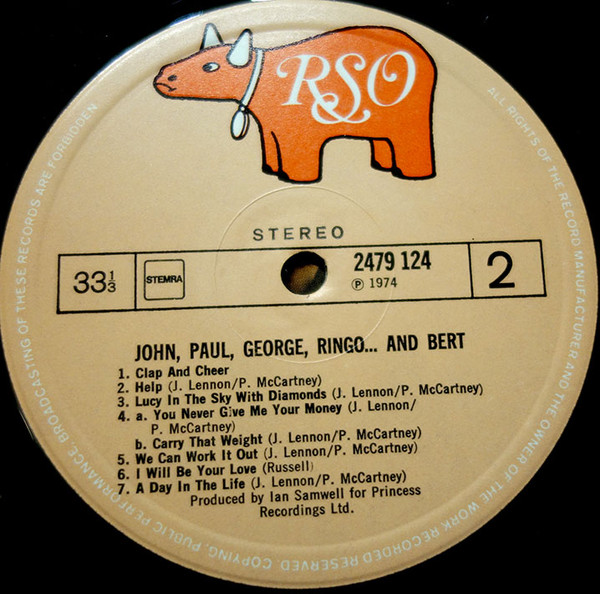 RSO
STEREO
33 1/3
STEMRA
2479 124
℗ 1974
2
JOHN, PAUL, GEORGE, RINGO... AND BERT
1. Clap And Cheer
2. Help (J. Lennon/P. McCartney)
3. Lucy In The Sky With Diamonds (J. Lennon/P. McCartney)
4. a. You Never Give Me Your Money (J. Lennon/
P. McCartney)
b. Carry That Weight (J. Lennon/P. McCartney)
5. We Can Work It Out (J. Lennon/P. McCartney)
6. I Will Be Your Love (Russell)
7. A Day In The Life (J. Lennon/P. McCartney)
Produced by Ian Samwell for Princess
Recordings Ltd.
ALL RIGHTS OF THE RECORD MANUFACTURER AND THE OWNER OF THE WORK RECORDED RESERVED. COPYING, PUBLIC PERFORMANCE, BROADCASTING OF THESE RECORDS ARE FORBIDDEN